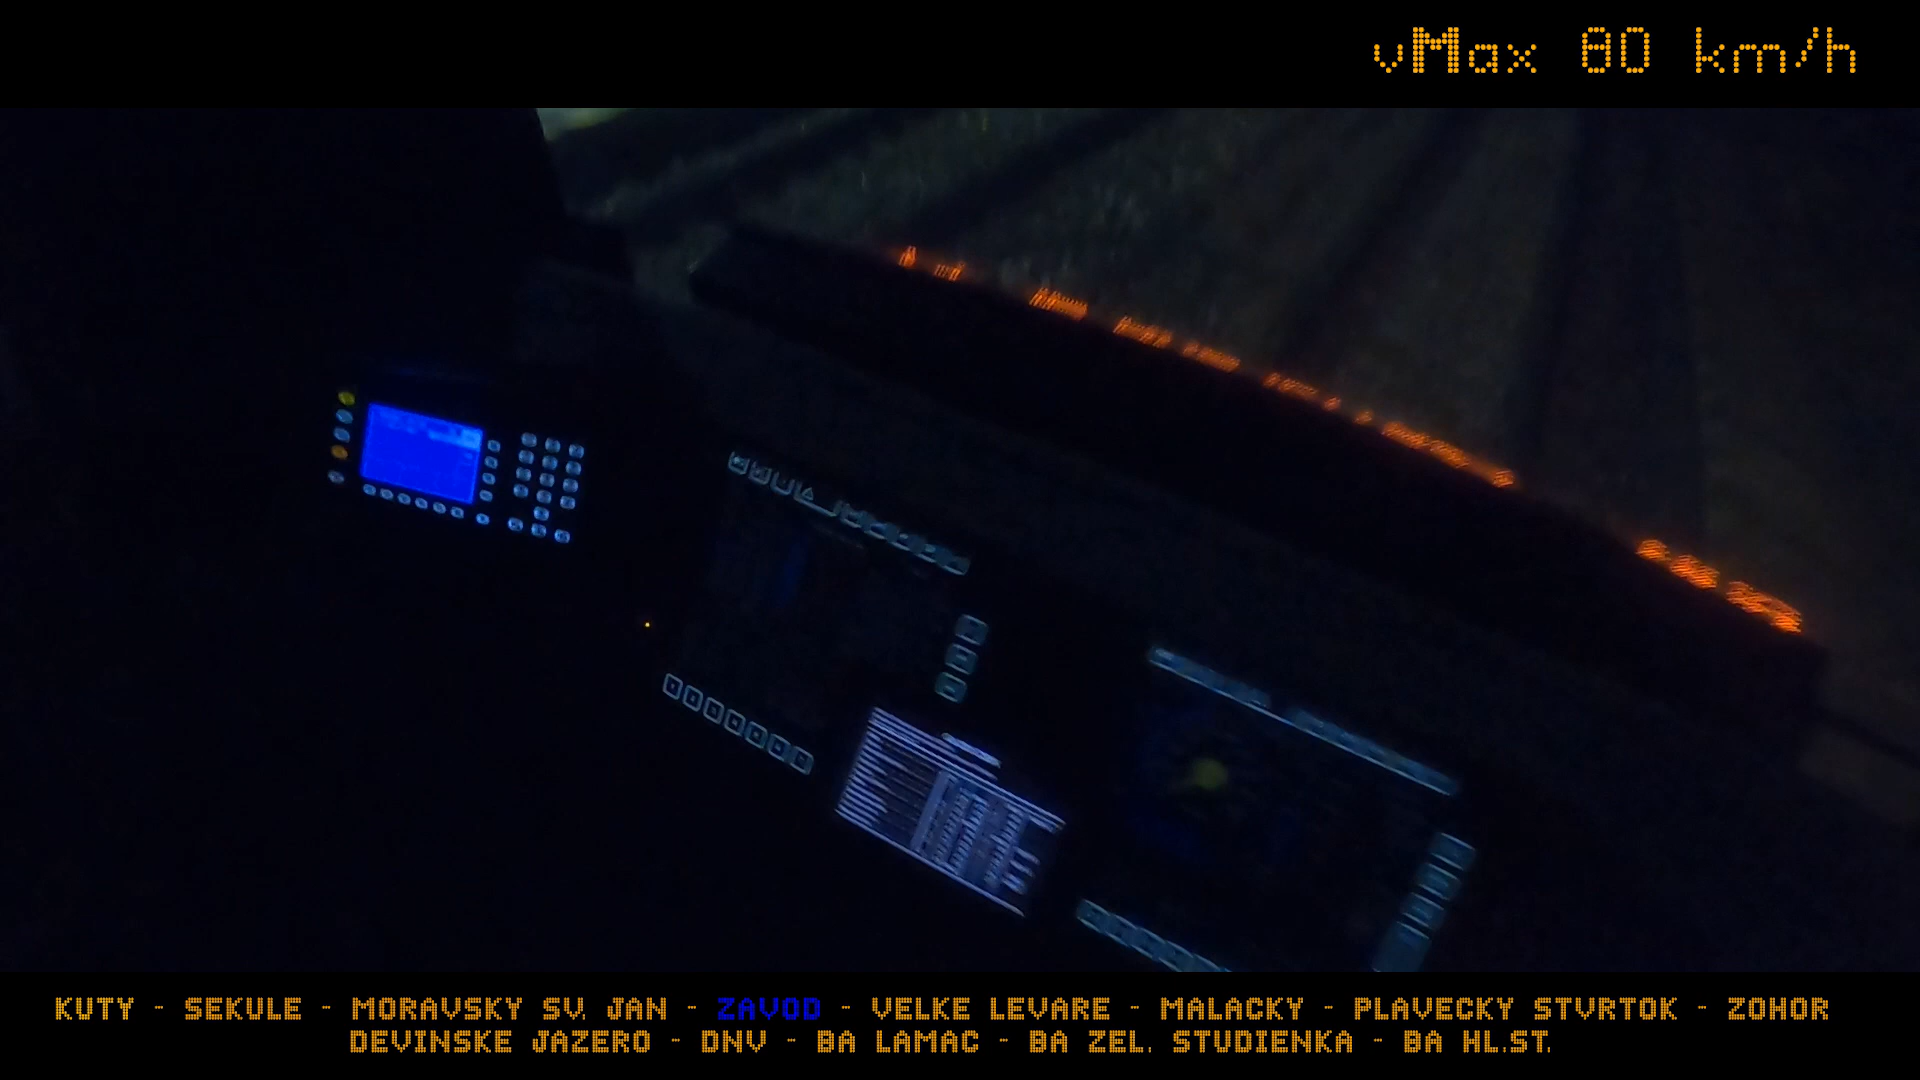 vMax 80 km/h
KUTY - SEKULE - MORAVSKY SV. JAN - ZAVOD - VELKE LEVARE - MALACKY - PLAVECKY STVRTOK - ZOHOR
DEVINSKE JAZERO - DNV - BA LAMAC - BA ZEL. STUDIENKA - BA HL.ST.